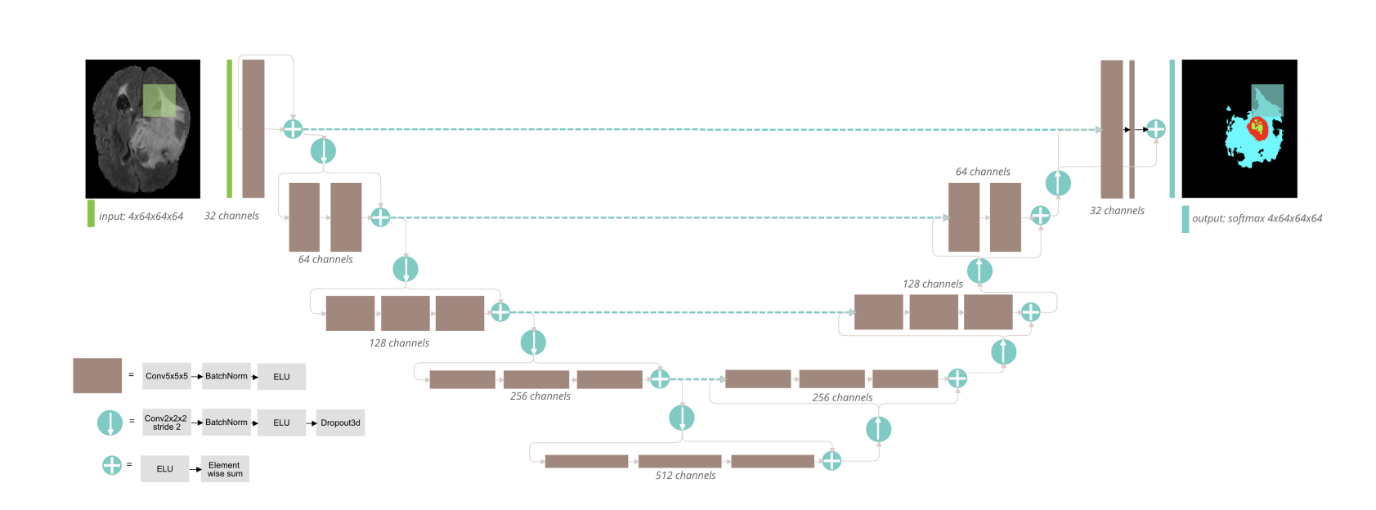 input: 4x64x64x64
32 channels
64 channels
128 channels
256 channels
512 channels
256 channels
128 channels
64 channels
32 channels
output: softmax 4x64x64x64
= Conv5x5x5 BatchNorm ELU
= Conv2x2x2
stride 2 BatchNorm ELU Dropout3d
= ELU Element
wise sum